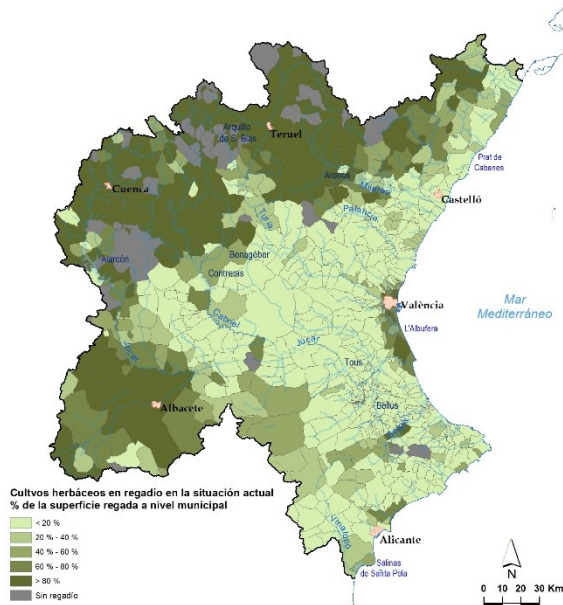 Teruel
Arquillo
de S. Blas
Cuenca
Arenós
Mijares
Prat de
Cabanes
Castelló
Palancia
Turia
Alarcón
Benagéber
Contreras
València
Mar
Mediterráneo
L'Albufera
Cabriel
Júcar
Júcar
Tous
Albacete
Bellús
Vinalopó
Alicante
Salinas
de Santa Pola
Cultvos herbáceos en regadío en la situación actual
% de la superficie regada a nivel municipal
< 20 %
20 % - 40 %
40 % - 60 %
60 % - 80 %
> 80 %
Sin regadío
N
0 10 20 30 Km